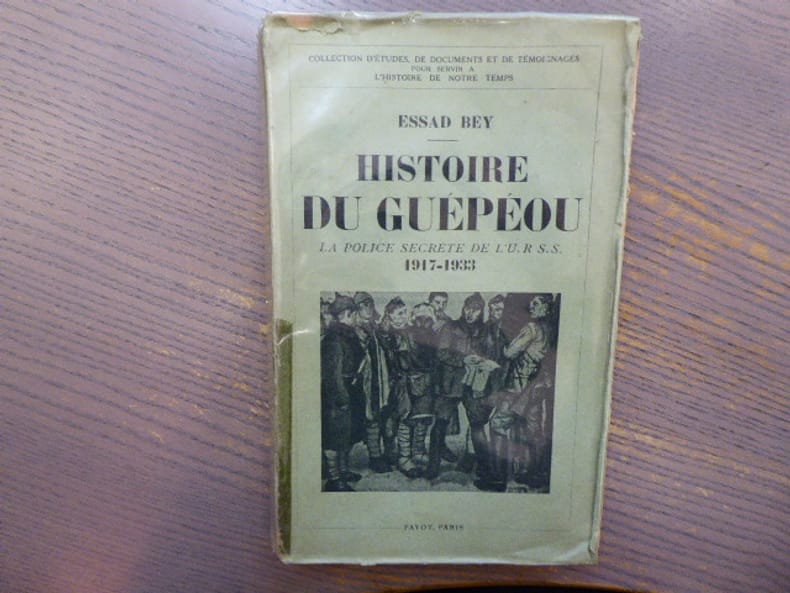 COLLECTION D'ÉTUDES, DE DOCUMENTS ET DE TÉMOIGNAGES
POUR SERVIR A
L'HISTOIRE DE NOTRE TEMPS
ESSAD BEY
HISTOIRE
DU GUÉPÉOU
LA POLICE SECRÈTE DE L'U.R.S.S.
1917-1933
PAYOT, PARIS